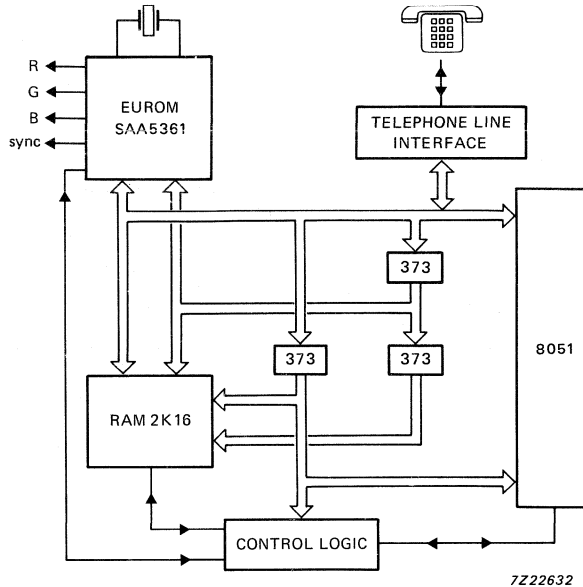 R
G
B
sync
EUROM
SAA5361
TELEPHONE LINE
INTERFACE
373
373
373
8051
RAM 2K16
CONTROL LOGIC
7Z22632